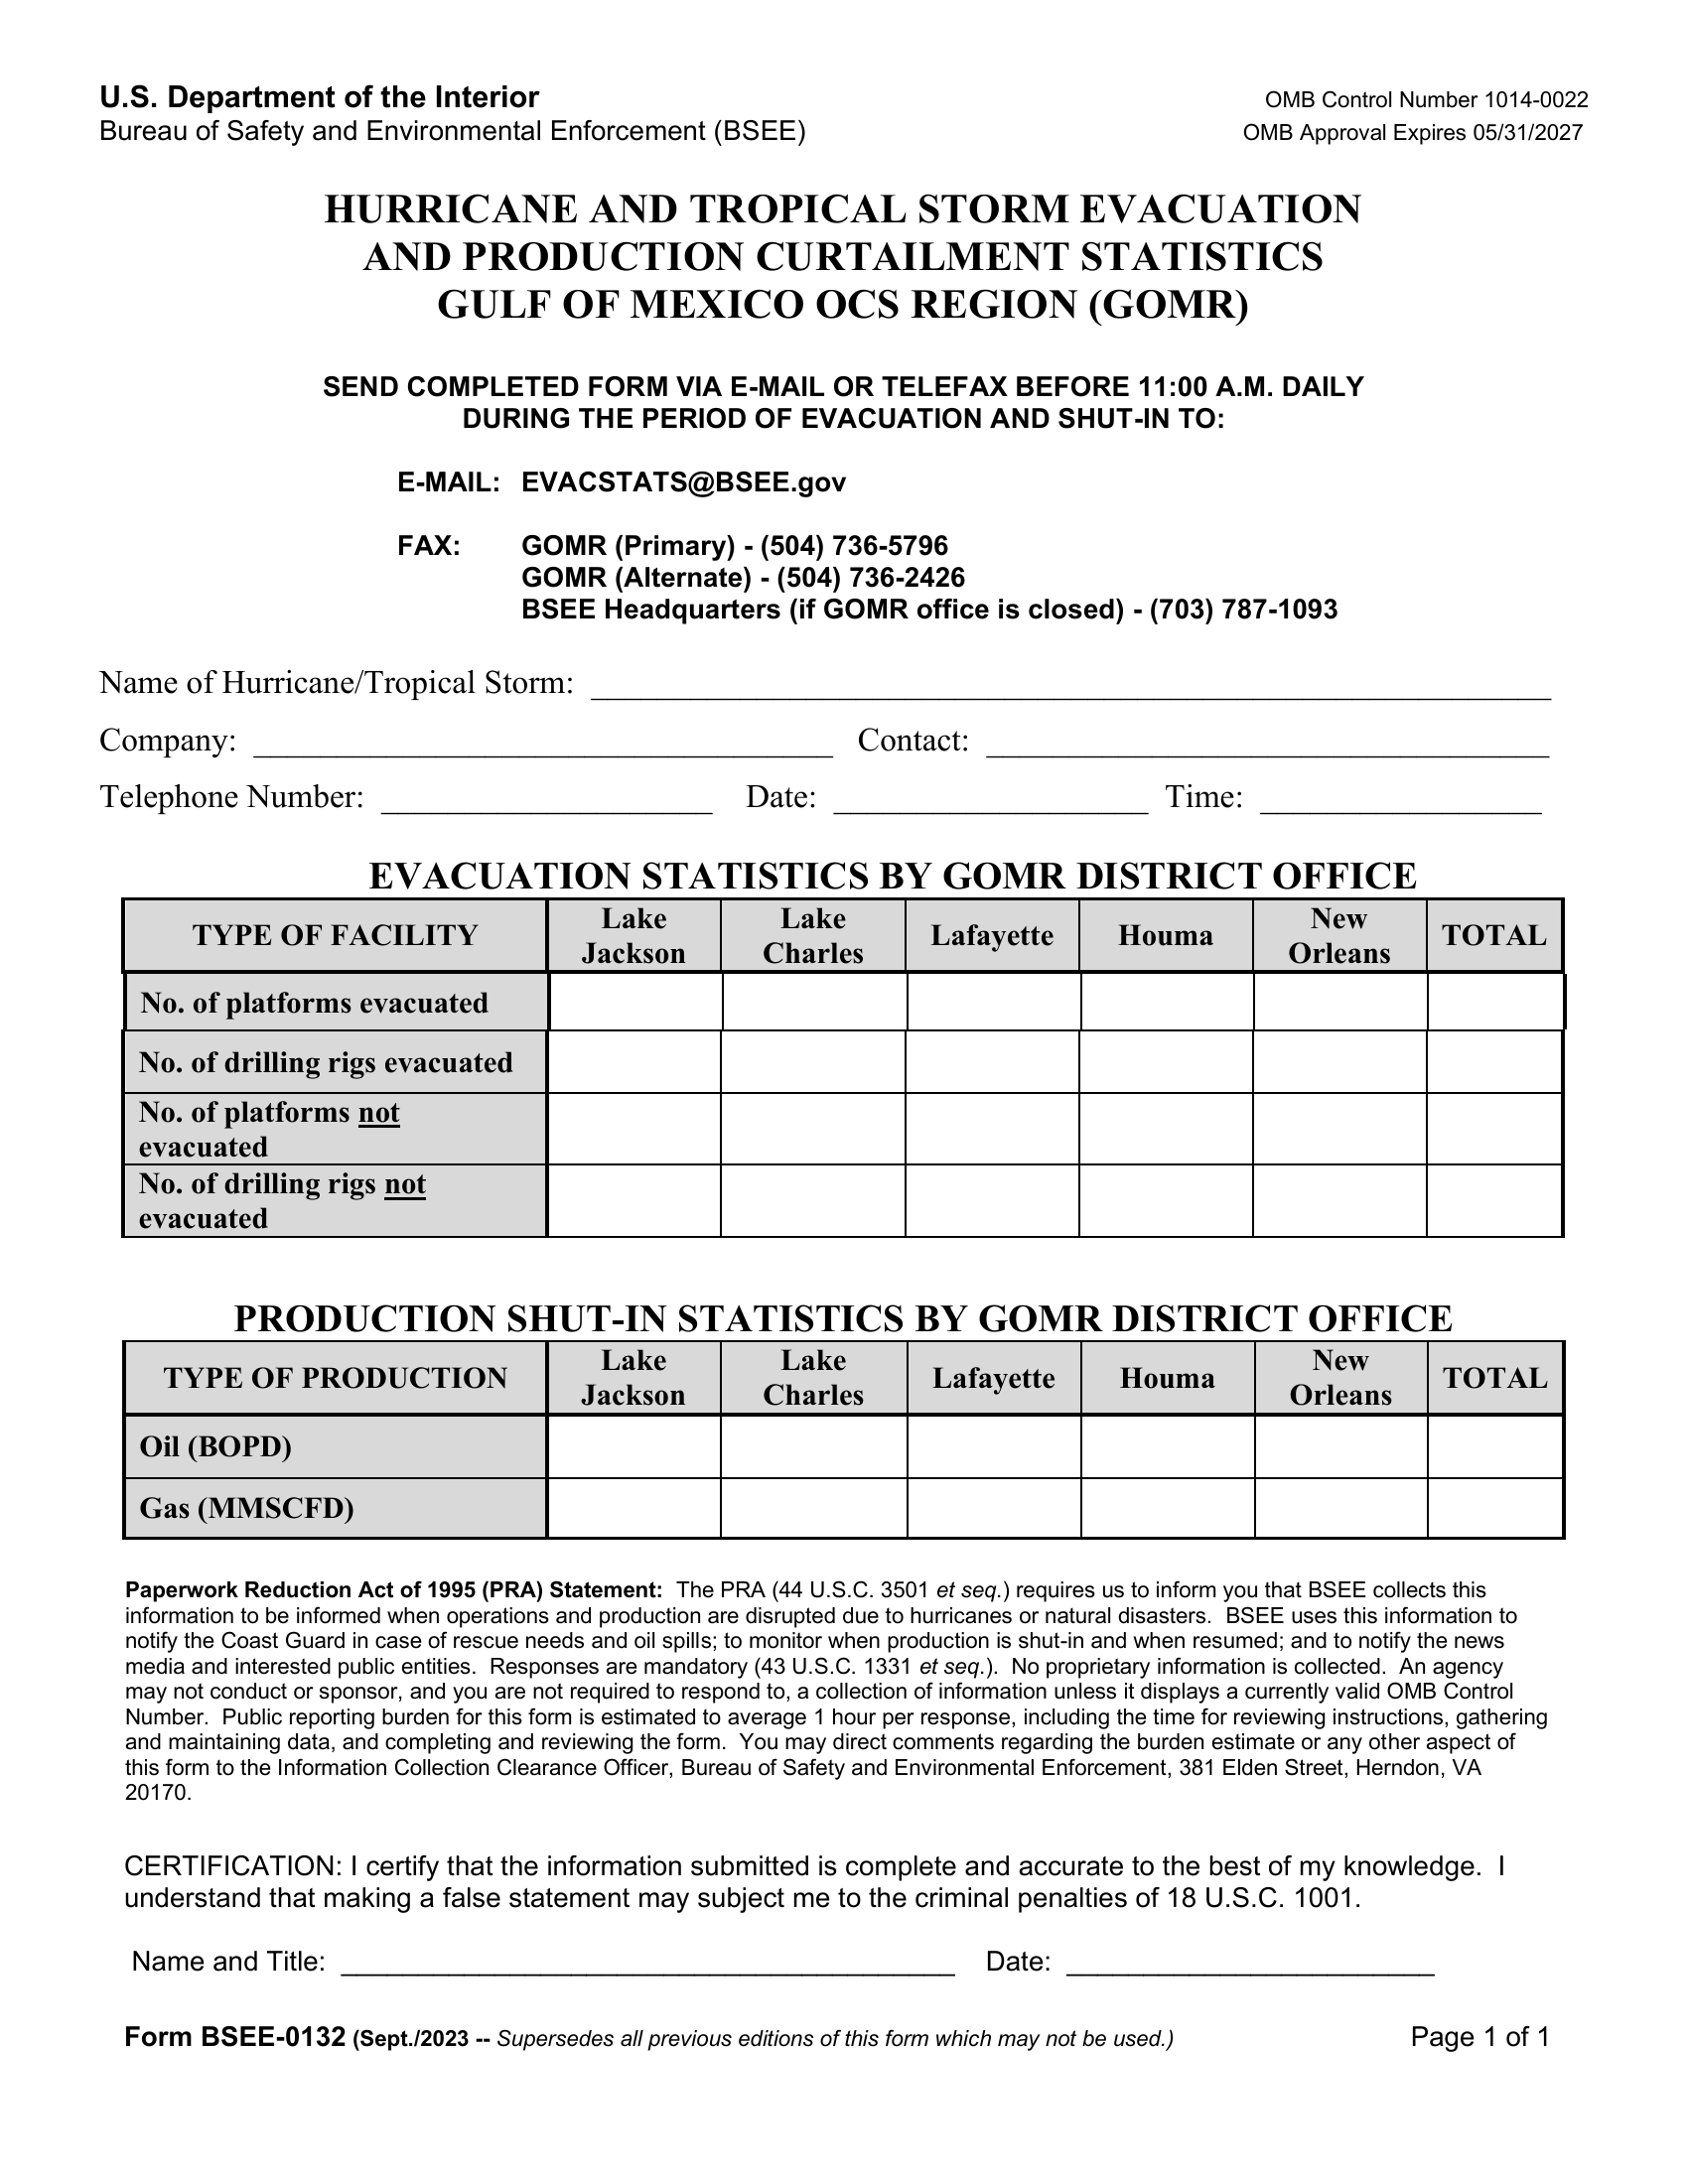 U.S. Department of the Interior
OMB Control Number 1014-0022
Bureau of Safety and Environmental Enforcement (BSEE)
OMB Approval Expires 05/31/2027
HURRICANE AND TROPICAL STORM EVACUATION
AND PRODUCTION CURTAILMENT STATISTICS
GULF OF MEXICO OCS REGION (GOMR)
SEND COMPLETED FORM VIA E-MAIL OR TELEFAX BEFORE 11:00 A.M. DAILY
DURING THE PERIOD OF EVACUATION AND SHUT-IN TO:
E-MAIL: EVACSTATS@BSEE.gov
FAX: GOMR (Primary) - (504) 736-5796
GOMR (Alternate) - (504) 736-2426
BSEE Headquarters (if GOMR office is closed) - (703) 787-1093
Name of Hurricane/Tropical Storm:
Company: Contact:
Telephone Number: Date: Time:
EVACUATION STATISTICS BY GOMR DISTRICT OFFICE
TYPE OF FACILITY
Lake
Jackson
Lake
Charles
Lafayette
Houma
New
Orleans
TOTAL
No. of platforms evacuated
No. of drilling rigs evacuated
No. of platforms not
evacuated
No. of drilling rigs not
evacuated
PRODUCTION SHUT-IN STATISTICS BY GOMR DISTRICT OFFICE
TYPE OF PRODUCTION
Lake
Jackson
Lake
Charles
Lafayette
Houma
New
Orleans
TOTAL
Oil (BOPD)
Gas (MMSCFD)
Paperwork Reduction Act of 1995 (PRA) Statement: The PRA (44 U.S.C. 3501 et seq.) requires us to inform you that BSEE collects this
information to be informed when operations and production are disrupted due to hurricanes or natural disasters. BSEE uses this information to
notify the Coast Guard in case of rescue needs and oil spills; to monitor when production is shut-in and when resumed; and to notify the news
media and interested public entities. Responses are mandatory (43 U.S.C. 1331 et seq.). No proprietary information is collected. An agency
may not conduct or sponsor, and you are not required to respond to, a collection of information unless it displays a currently valid OMB Control
Number. Public reporting burden for this form is estimated to average 1 hour per response, including the time for reviewing instructions, gathering
and maintaining data, and completing and reviewing the form. You may direct comments regarding the burden estimate or any other aspect of
this form to the Information Collection Clearance Officer, Bureau of Safety and Environmental Enforcement, 381 Elden Street, Herndon, VA
20170.
CERTIFICATION: I certify that the information submitted is complete and accurate to the best of my knowledge. I
understand that making a false statement may subject me to the criminal penalties of 18 U.S.C. 1001.
Name and Title: Date:
Form BSEE-0132 (Sept./2023 -- Supersedes all previous editions of this form which may not be used.) Page 1 of 1